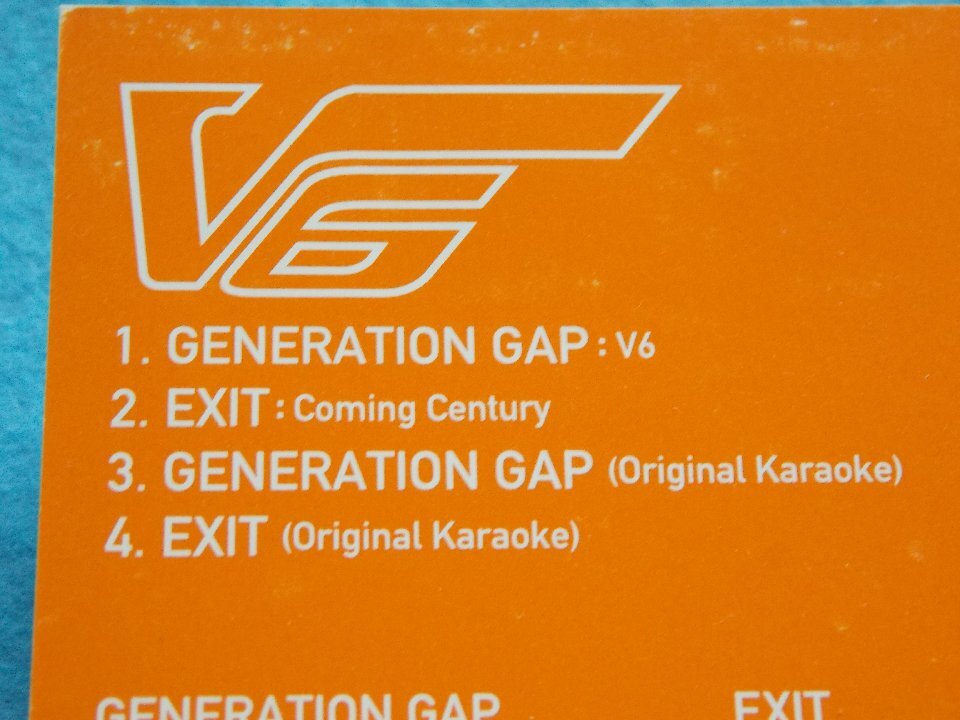 V6
1. GENERATION GAP : V6
2. EXIT : Coming Century
3. GENERATION GAP (Original Karaoke)
4. EXIT (Original Karaoke)
GENERATION GAP EXIT